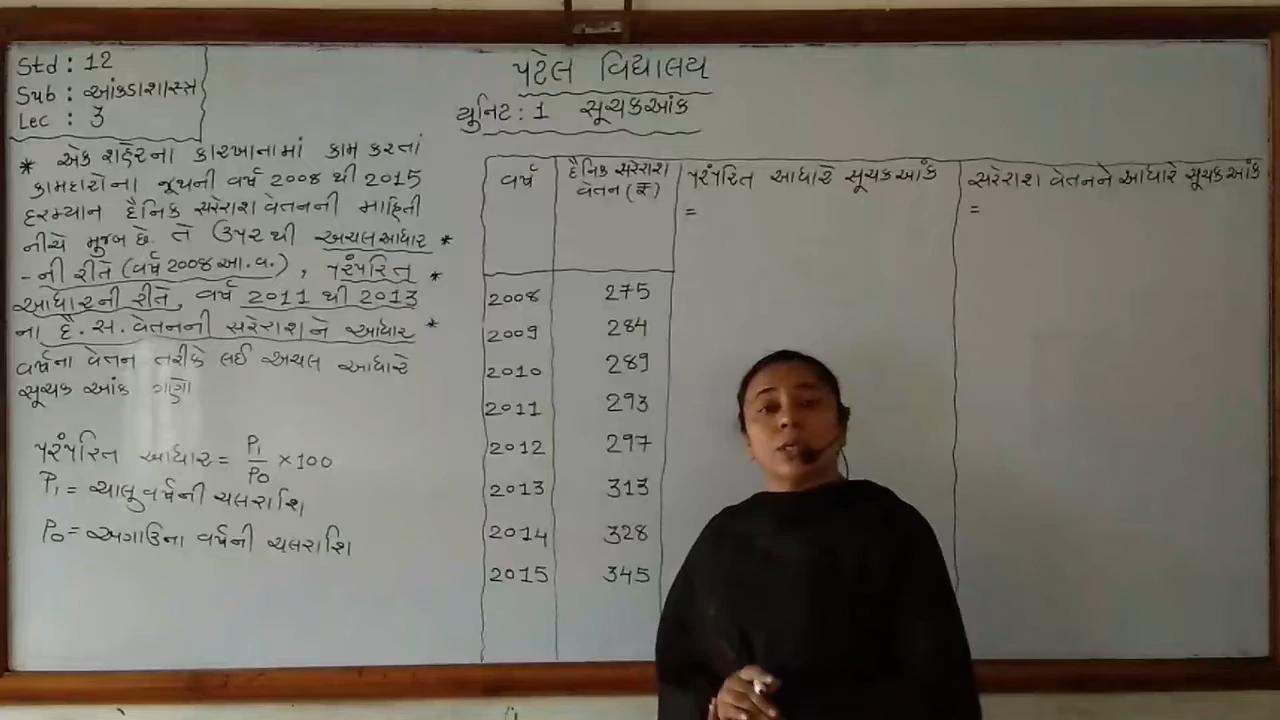 Std : 12
Sub : આંકડાશાસ્ત્ર
Lec : 3
પટેલ વિદ્યાલય
યુનિટ : 1 સૂચકઆંક
* એક શહેરના કારખાનામાં કામ કરતાં
કામદારોના જૂથની વર્ષ 2008 થી 2015
દરમ્યાન દૈનિક સરેરાશ વેતનની માહિતી
નીચે મુજબ છે. તે ઉપરથી અચલઆધાર *
-ની રીતે (વર્ષ 2008 આ.વ.) , પરંપરિત *
આધારની રીતે, વર્ષ 2011 થી 2013
ના દૈ. સ. વેતનની સરેરાશને આધાર *
વર્ષના વેતન તરીકે લઈ અચલ આધારે
સૂચક આંક ગણો
પરંપરિત આધાર = P1/P0 × 100
P1 = ચાલુ વર્ષની ચલરાશિ
P0 = અગાઉના વર્ષની ચલરાશિ
વર્ષ દૈનિક સરેરાશ વેતન (₹) પરંપરિત આધારે સૂચકઆંક = સરેરાશ વેતનને આધારે સૂચકઆંક =
2008 275
2009 284
2010 289
2011 293
2012 297
2013 313
2014 328
2015 345